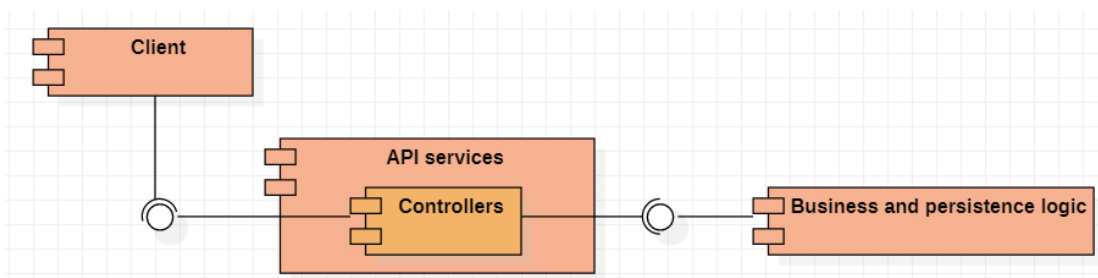 Client
API services
Controllers
Business and persistence logic